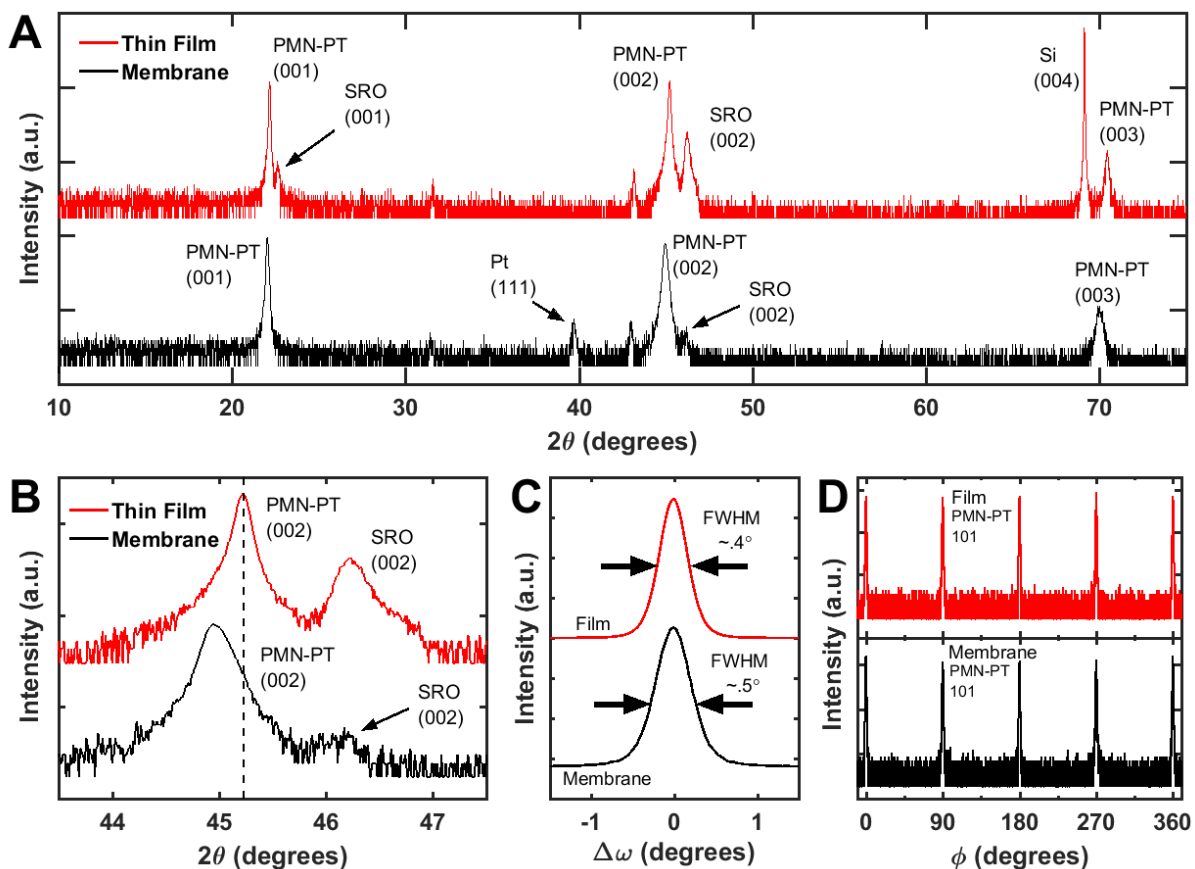 A
Thin Film
Membrane
PMN-PT
(001)
SRO
(001)
PMN-PT
(002)
SRO
(002)
Si
(004)
PMN-PT
(003)
PMN-PT
(001)
Pt
(111)
PMN-PT
(002)
SRO
(002)
PMN-PT
(003)
Intensity (a.u.)
10 20 30 40 50 60 70
2θ (degrees)
B
Thin Film
Membrane
PMN-PT
(002)
SRO
(002)
PMN-PT
(002)
SRO
(002)
Intensity (a.u.)
44 45 46 47
2θ (degrees)
C
FWHM
~.4°
Film
FWHM
~.5°
Membrane
Intensity (a.u.)
-1 0 1
Δω (degrees)
D
Film
PMN-PT
101
Membrane
PMN-PT
101
Intensity (a.u.)
0 90 180 270 360
ϕ (degrees)